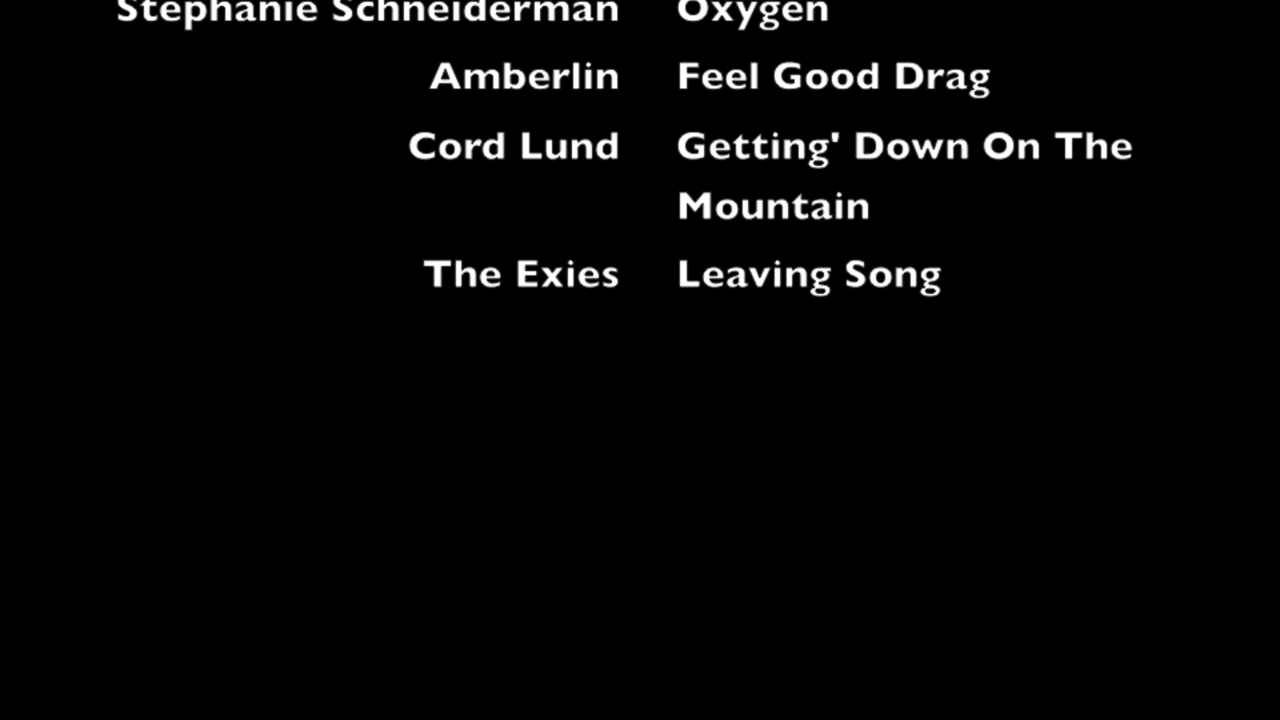 Stephanie Schneiderman Oxygen
Amberlin Feel Good Drag
Cord Lund Getting' Down On The
Mountain
The Exies Leaving Song